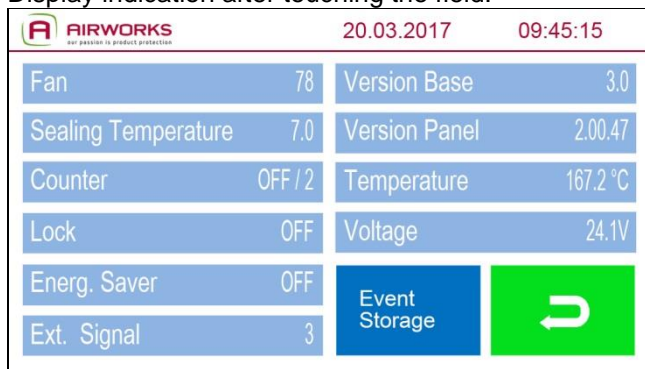 Display indication after touching the field:
AIRWORKS
our passion is product protection
20.03.2017 09:45:15
Fan 78
Sealing Temperature 7.0
Counter OFF / 2
Lock OFF
Energ. Saver OFF
Ext. Signal 3
Version Base 3.0
Version Panel 2.00.47
Temperature 167.2 °C
Voltage 24.1V
Event
Storage